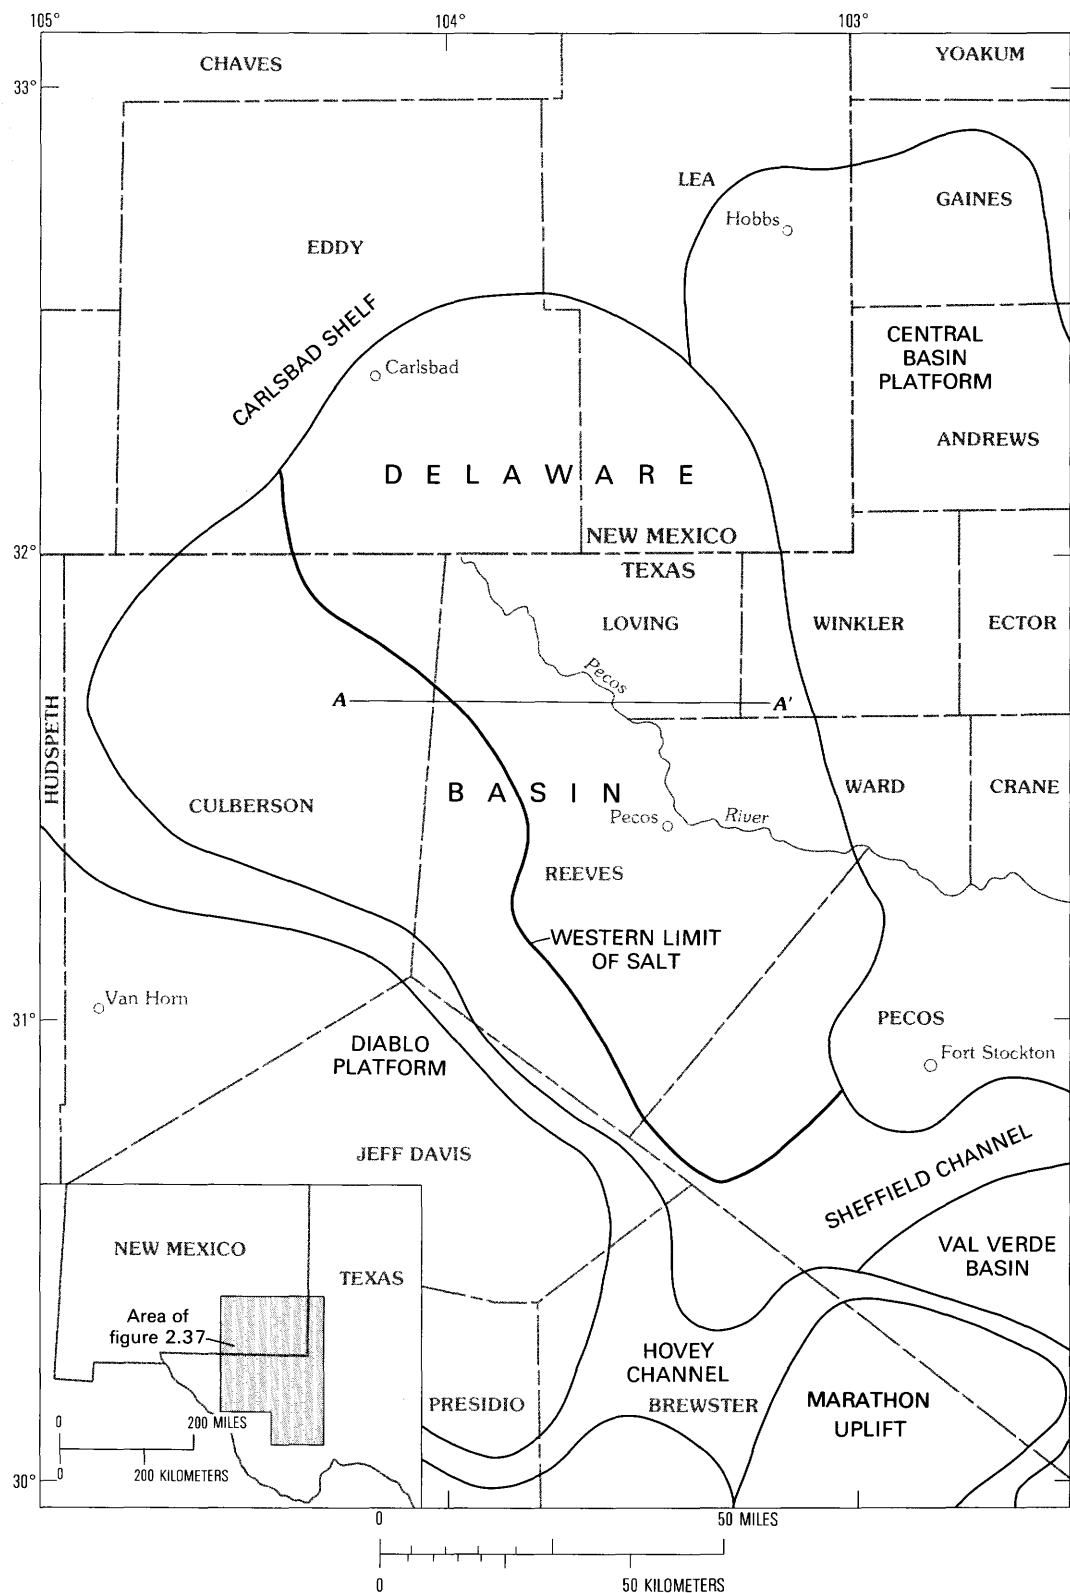 105°
104°
103°
CHAVES
YOAKUM
33°
LEA
GAINES
Hobbs
EDDY
CARLSBAD SHELF
CENTRAL
BASIN
PLATFORM
Carlsbad
ANDREWS
DELAWARE
NEW MEXICO
32°
TEXAS
LOVING
WINKLER
ECTOR
Pecos
HUDSPETH
A
A'
BASIN
WARD
CRANE
CULBERSON
Pecos
River
REEVES
WESTERN LIMIT
OF SALT
Van Horn
31°
PECOS
DIABLO
PLATFORM
Fort Stockton
JEFF DAVIS
SHEFFIELD CHANNEL
NEW MEXICO
TEXAS
VAL VERDE
BASIN
Area of
figure 2.37
HOVEY
CHANNEL
PRESIDIO
BREWSTER
MARATHON
UPLIFT
0
200 MILES
0
200 KILOMETERS
30°
0
50 MILES
0
50 KILOMETERS